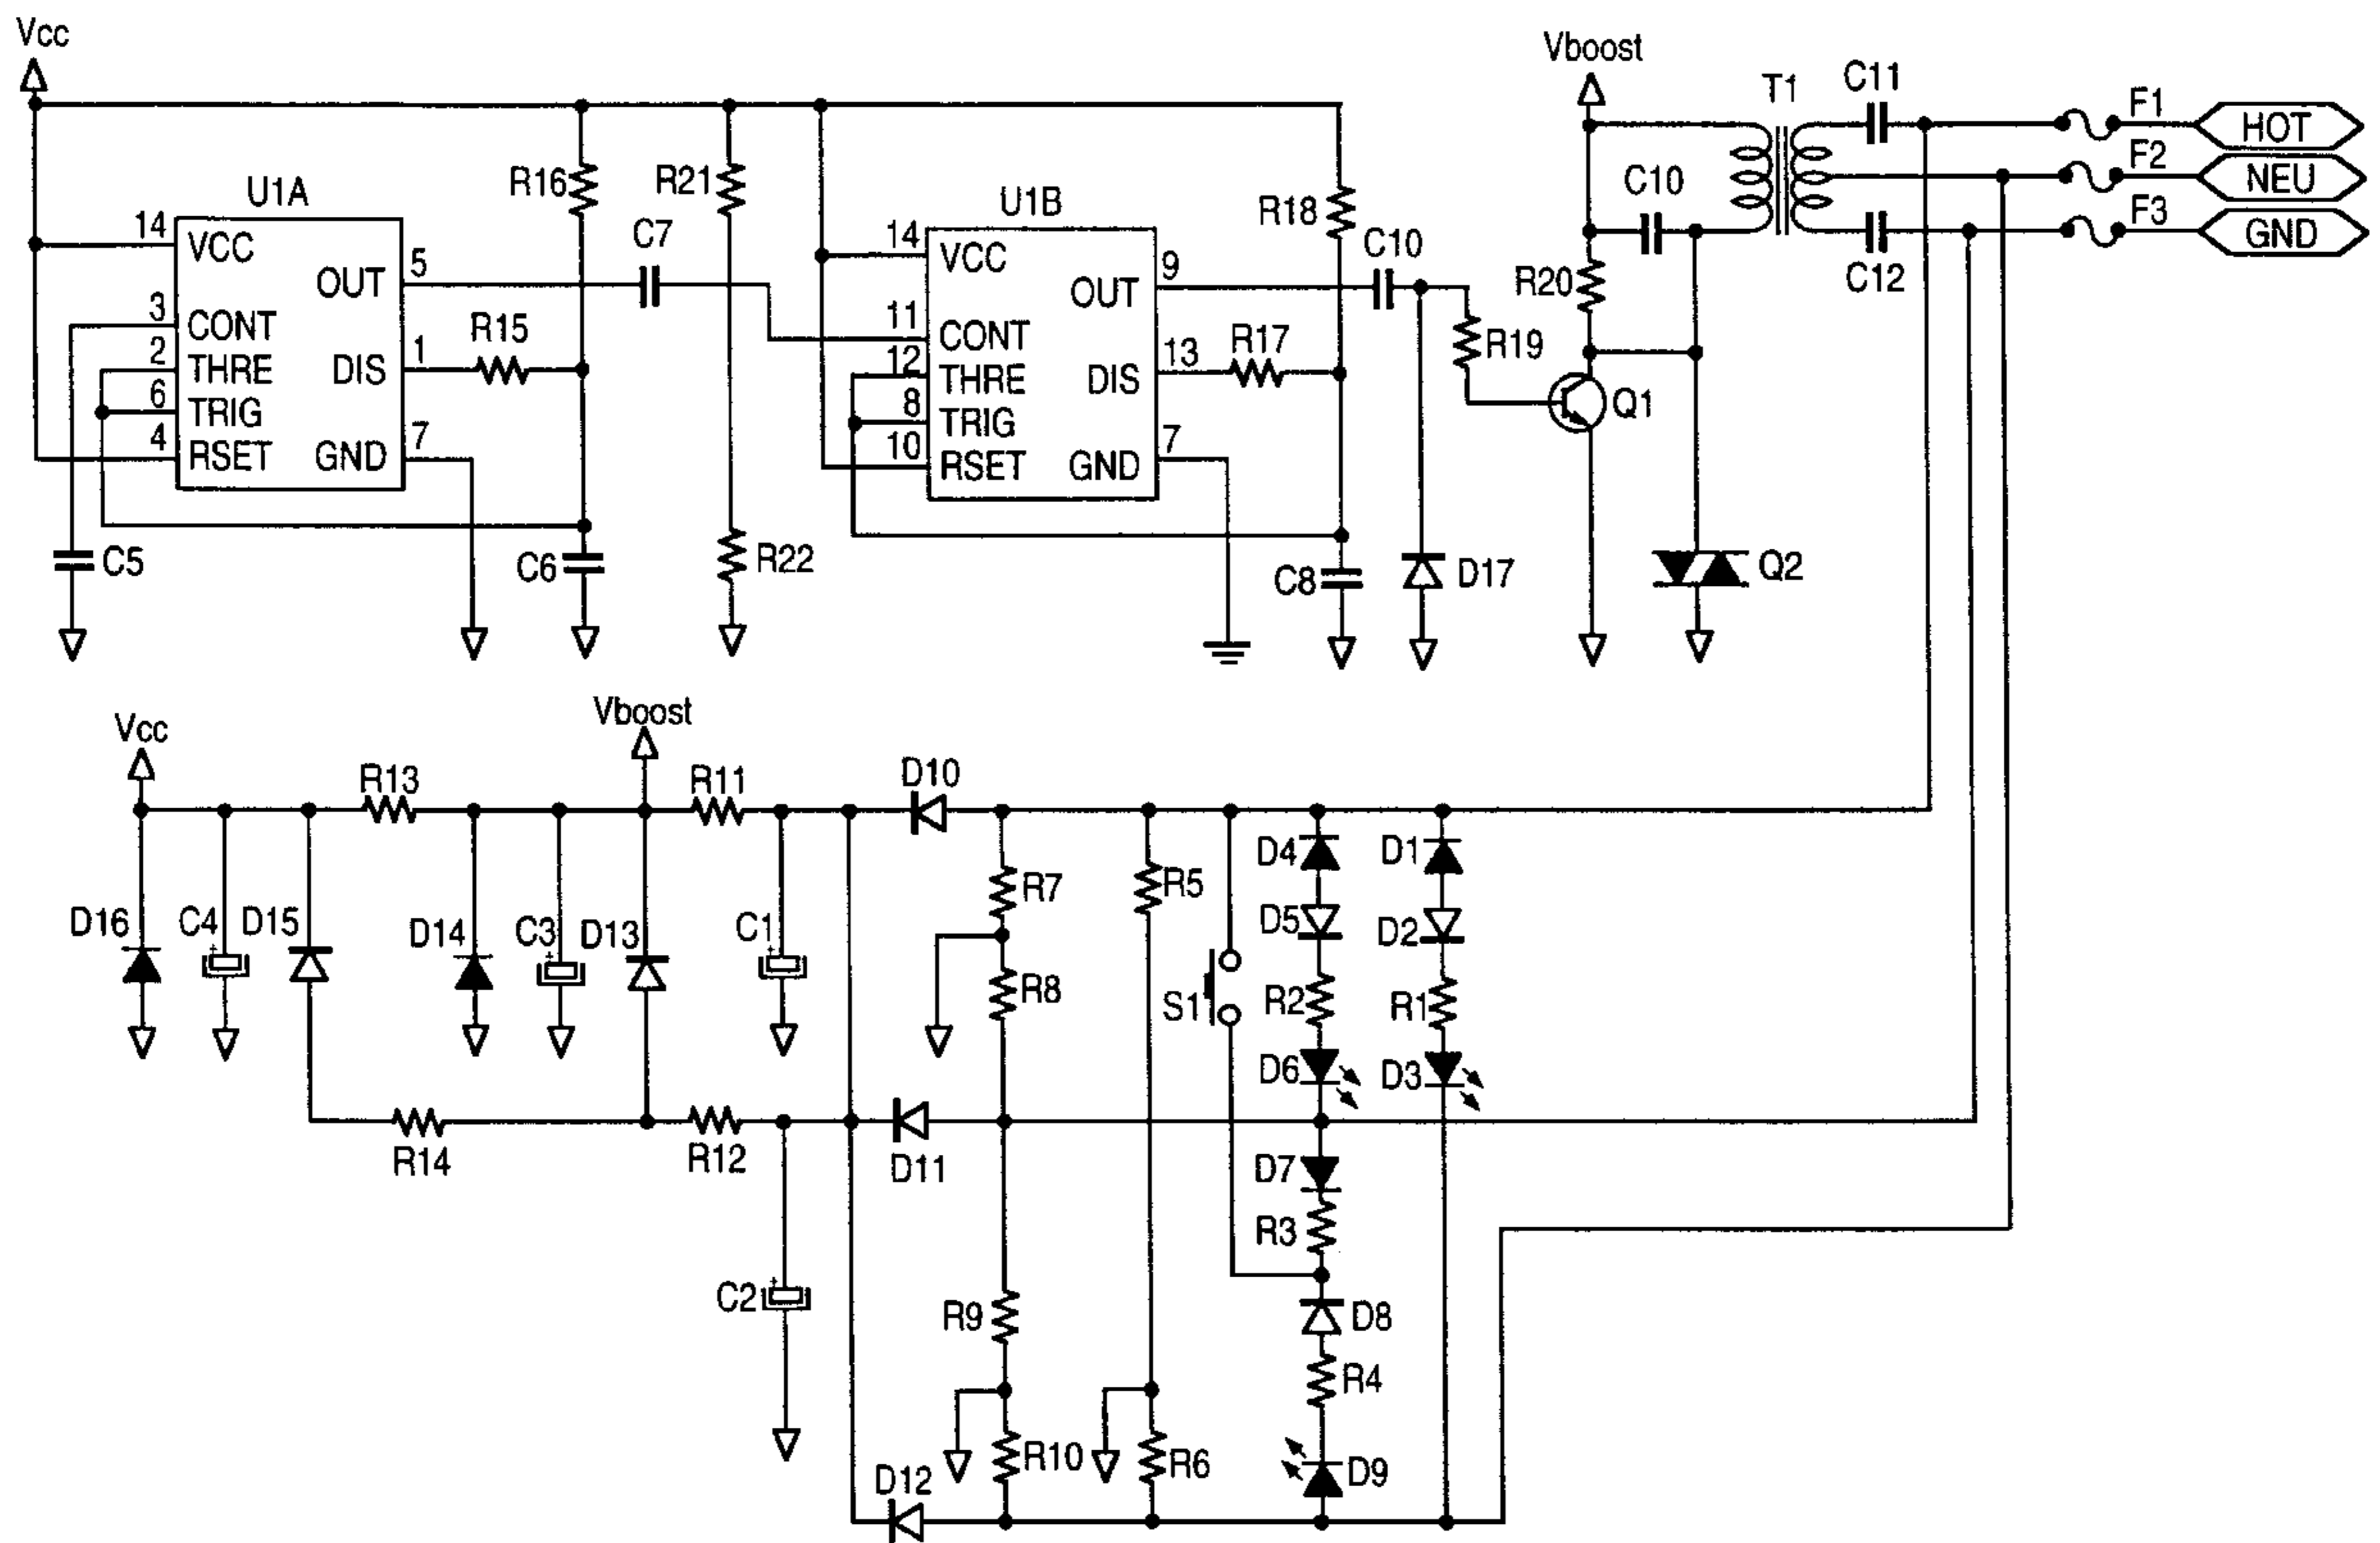 Vcc
Vboost
T1
C11
F1
HOT
F2
NEU
F3
GND
C12
C10
R20
Q1
Q2
R16
R21
R18
U1A
14
VCC
OUT
5
3
CONT
2
THRE
DIS
1
6
TRIG
4
RSET
GND
7
R15
C7
C5
C6
R22
U1B
14
VCC
OUT
9
11
CONT
12
THRE
DIS
13
8
TRIG
10
RSET
GND
7
R17
C10
R19
C8
D17
Vcc
Vboost
R13
R11
D10
D16
C4
D15
D14
C3
D13
C1
R7
R8
R5
S1
D4
D5
R2
D6
D1
D2
R1
D3
R14
R12
D11
D7
R3
C2
R9
D8
R4
R10
R6
D9
D12